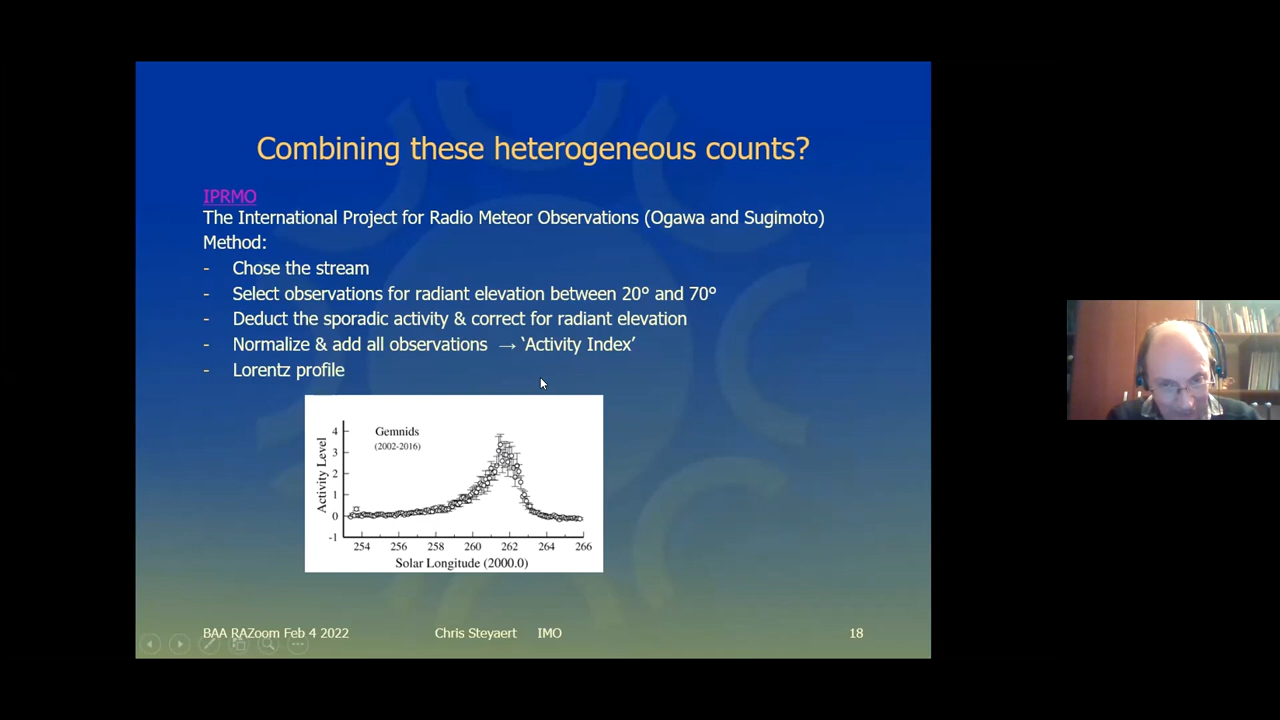 Combining these heterogeneous counts?
IPRMO
The International Project for Radio Meteor Observations (Ogawa and Sugimoto)
Method:
- Chose the stream
- Select observations for radiant elevation between 20° and 70°
- Deduct the sporadic activity & correct for radiant elevation
- Normalize & add all observations → ‘Activity Index’
- Lorentz profile
Gemnids
(2002-2016)
Activity Level
4
3
2
1
0
-1
254 256 258 260 262 264 266
Solar Longitude (2000.0)
BAA RAZoom Feb 4 2022 Chris Steyaert IMO 18